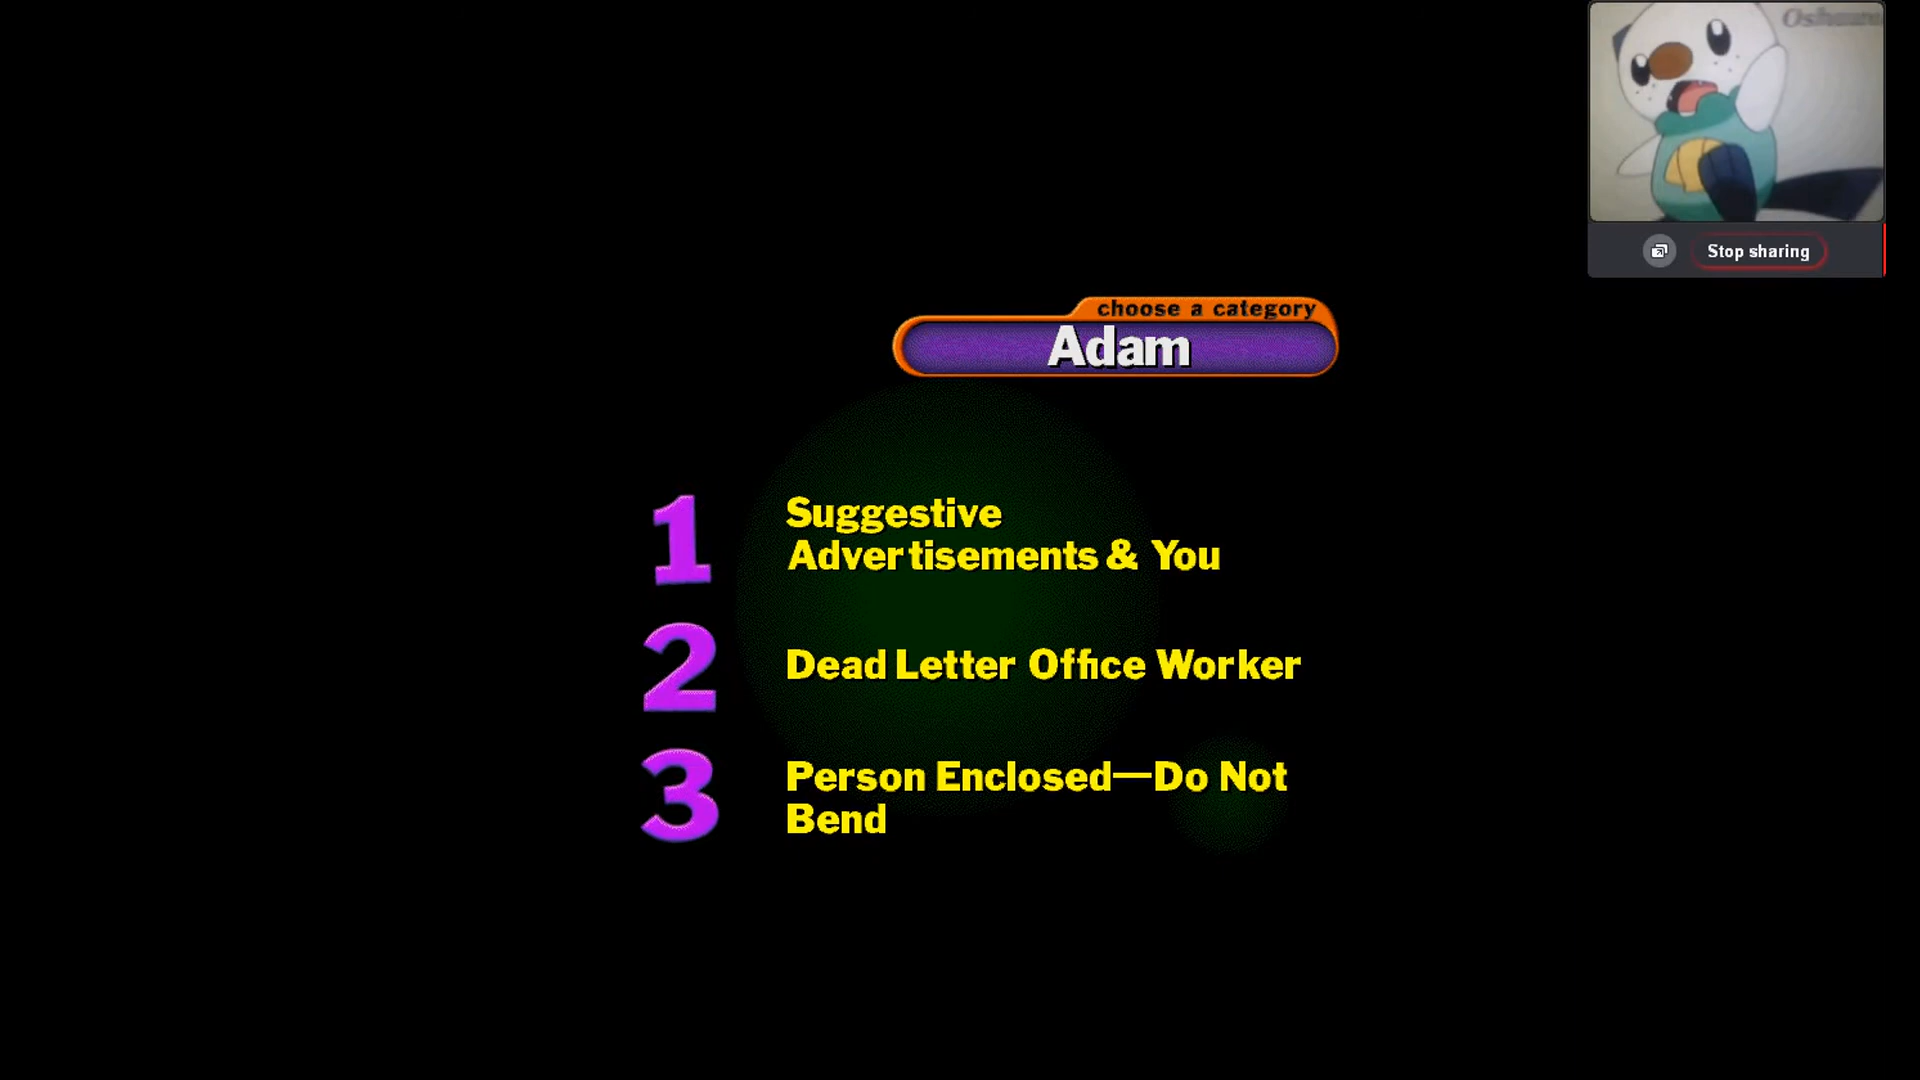 Stop sharing
choose a category
Adam
1
Suggestive
Advertisements & You
2
Dead Letter Office Worker
3
Person Enclosed—Do Not
Bend